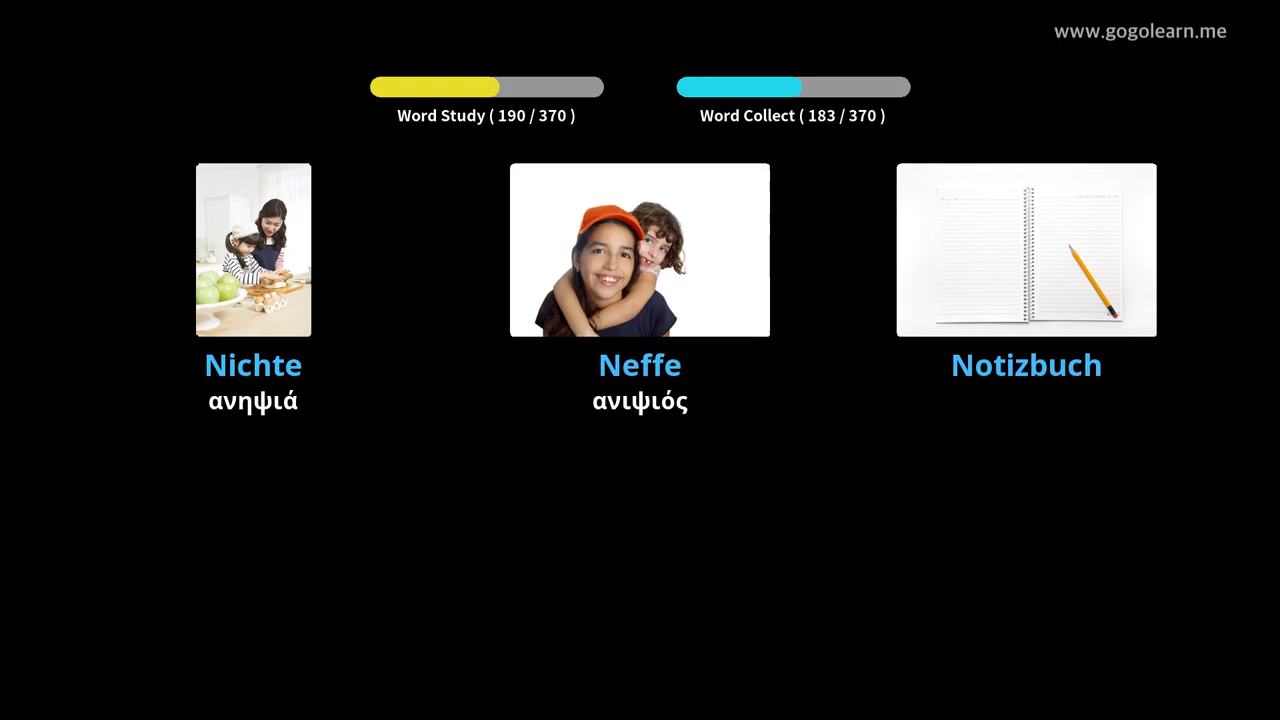 www.gogolearn.me
Word Study ( 190 / 370 )
Word Collect ( 183 / 370 )
Nichte
ανηψιά
Neffe
ανιψιός
Notizbuch